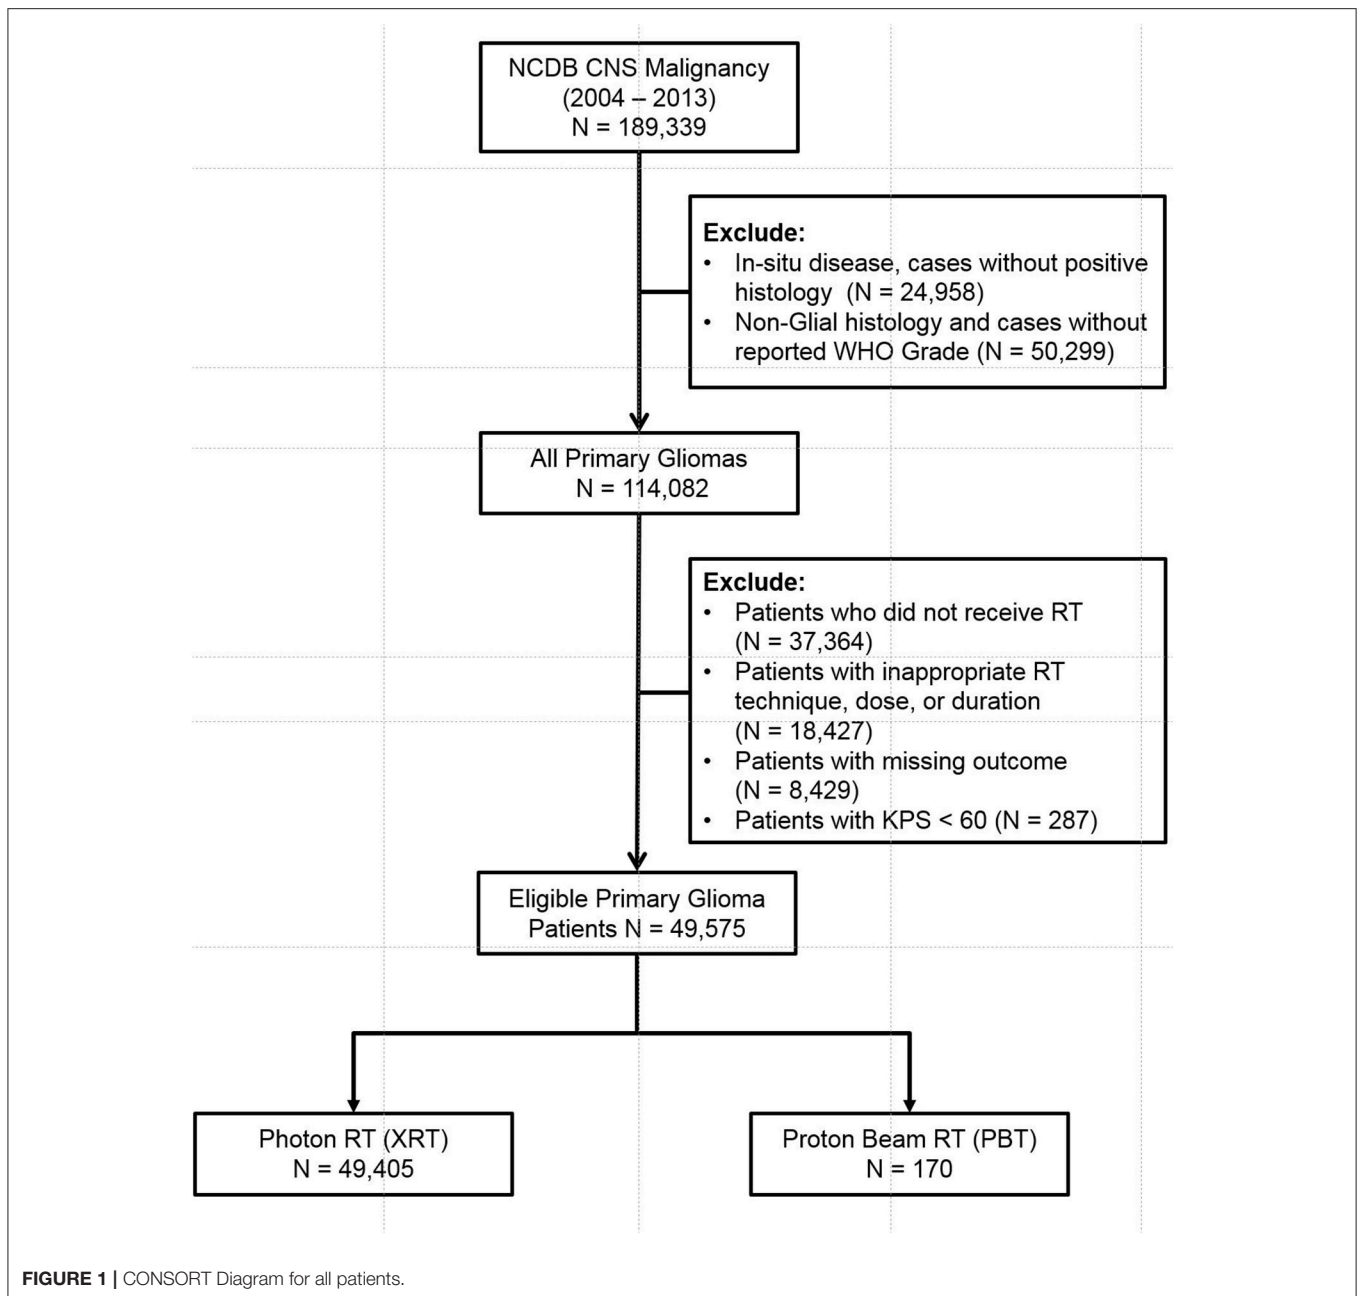 NCDB CNS Malignancy
(2004 – 2013)
N = 189,339
Exclude:
• In-situ disease, cases without positive
histology (N = 24,958)
• Non-Glial histology and cases without
reported WHO Grade (N = 50,299)
All Primary Gliomas
N = 114,082
Exclude:
• Patients who did not receive RT
(N = 37,364)
• Patients with inappropriate RT
technique, dose, or duration
(N = 18,427)
• Patients with missing outcome
(N = 8,429)
• Patients with KPS < 60 (N = 287)
Eligible Primary Glioma
Patients N = 49,575
Photon RT (XRT)
N = 49,405
Proton Beam RT (PBT)
N = 170
FIGURE 1 | CONSORT Diagram for all patients.